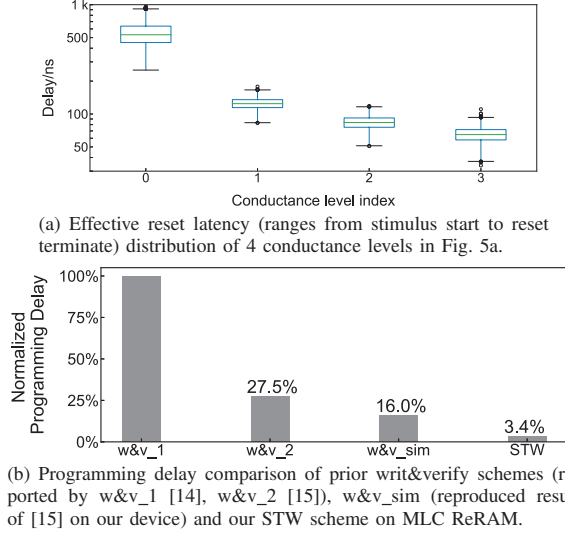 1 k
500
100
50
Delay/ns
0 1 2 3
Conductance level index
(a) Effective reset latency (ranges from stimulus start to reset
terminate) distribution of 4 conductance levels in Fig. 5a.
100%
75%
50%
25%
0%
Normalized
Programming Delay
27.5%
16.0%
3.4%
w&v_1 w&v_2 w&v_sim STW
(b) Programming delay comparison of prior writ&verify schemes (r
ported by w&v_1 [14], w&v_2 [15]), w&v_sim (reproduced resu
of [15] on our device) and our STW scheme on MLC ReRAM.